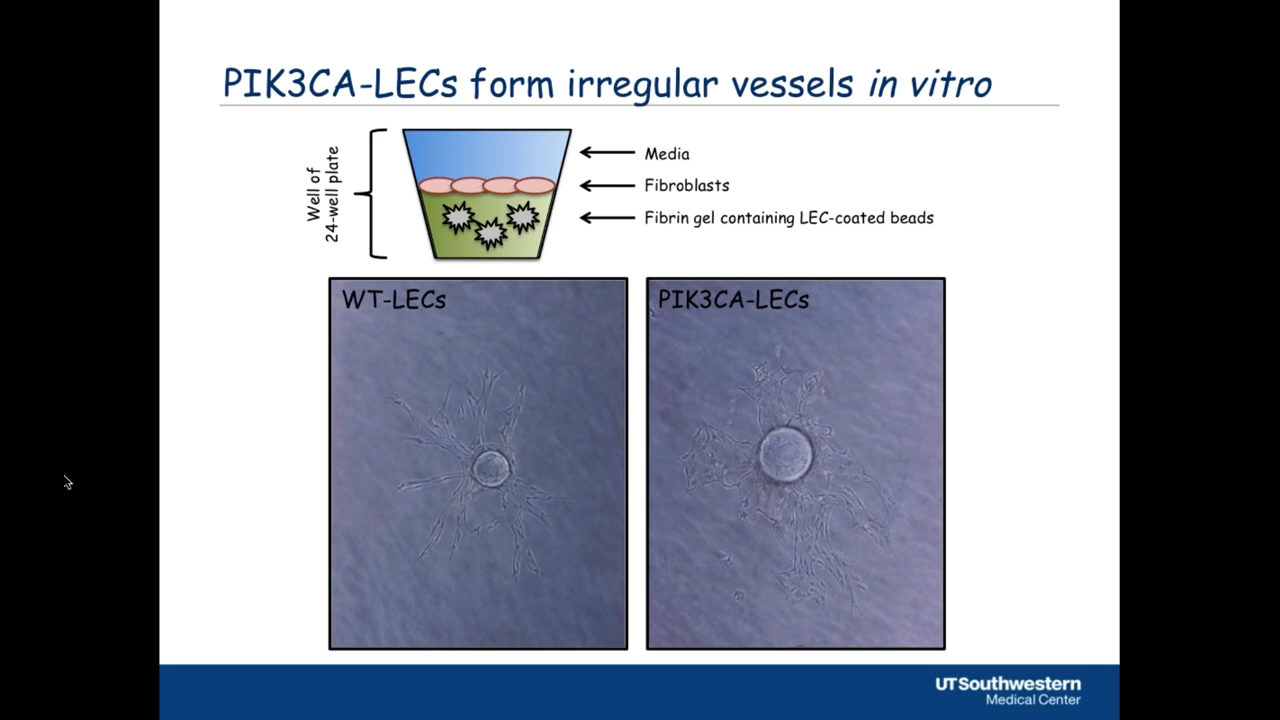 PIK3CA-LECs form irregular vessels in vitro
Well of
24-well plate
Media
Fibroblasts
Fibrin gel containing LEC-coated beads
WT-LECs
PIK3CA-LECs
UTSouthwestern
Medical Center